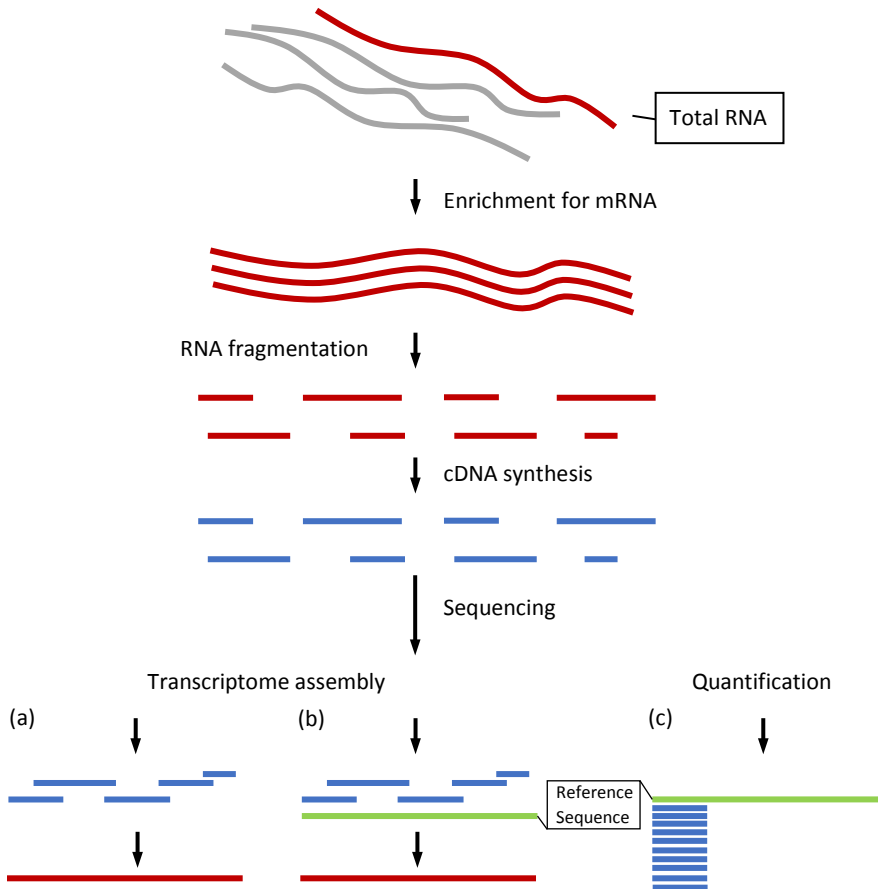 Total RNA
Enrichment for mRNA
RNA fragmentation
cDNA synthesis
Sequencing
Transcriptome assembly
Quantification
(a)
(b)
(c)
Reference
Sequence